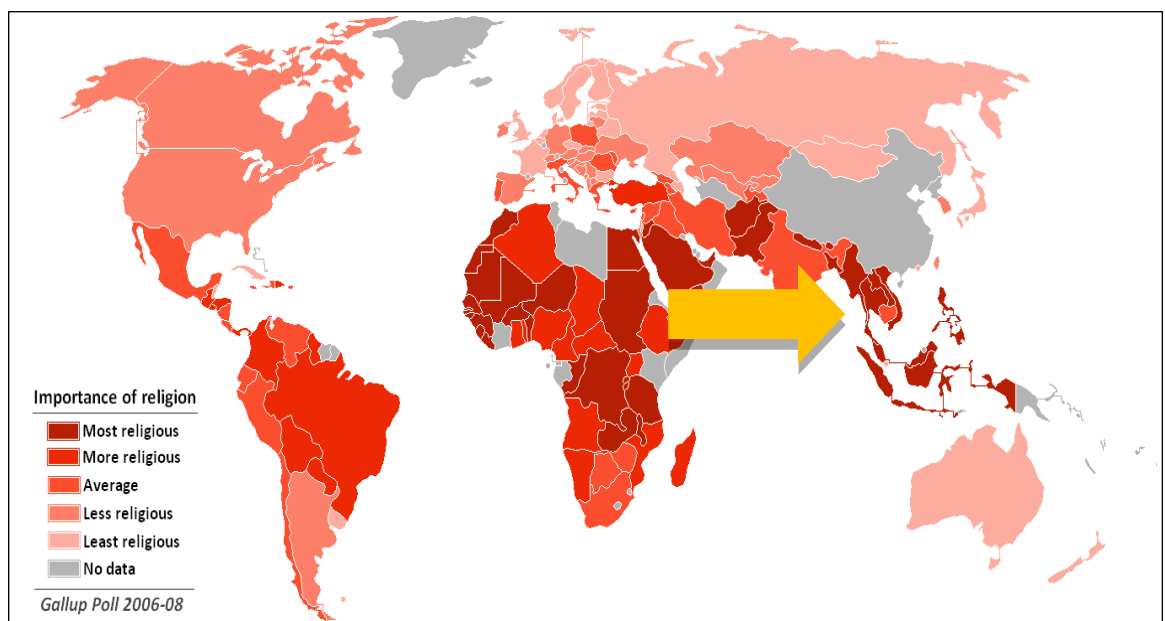 Importance of religion
Most religious
More religious
Average
Less religious
Least religious
No data
Gallup Poll 2006-08